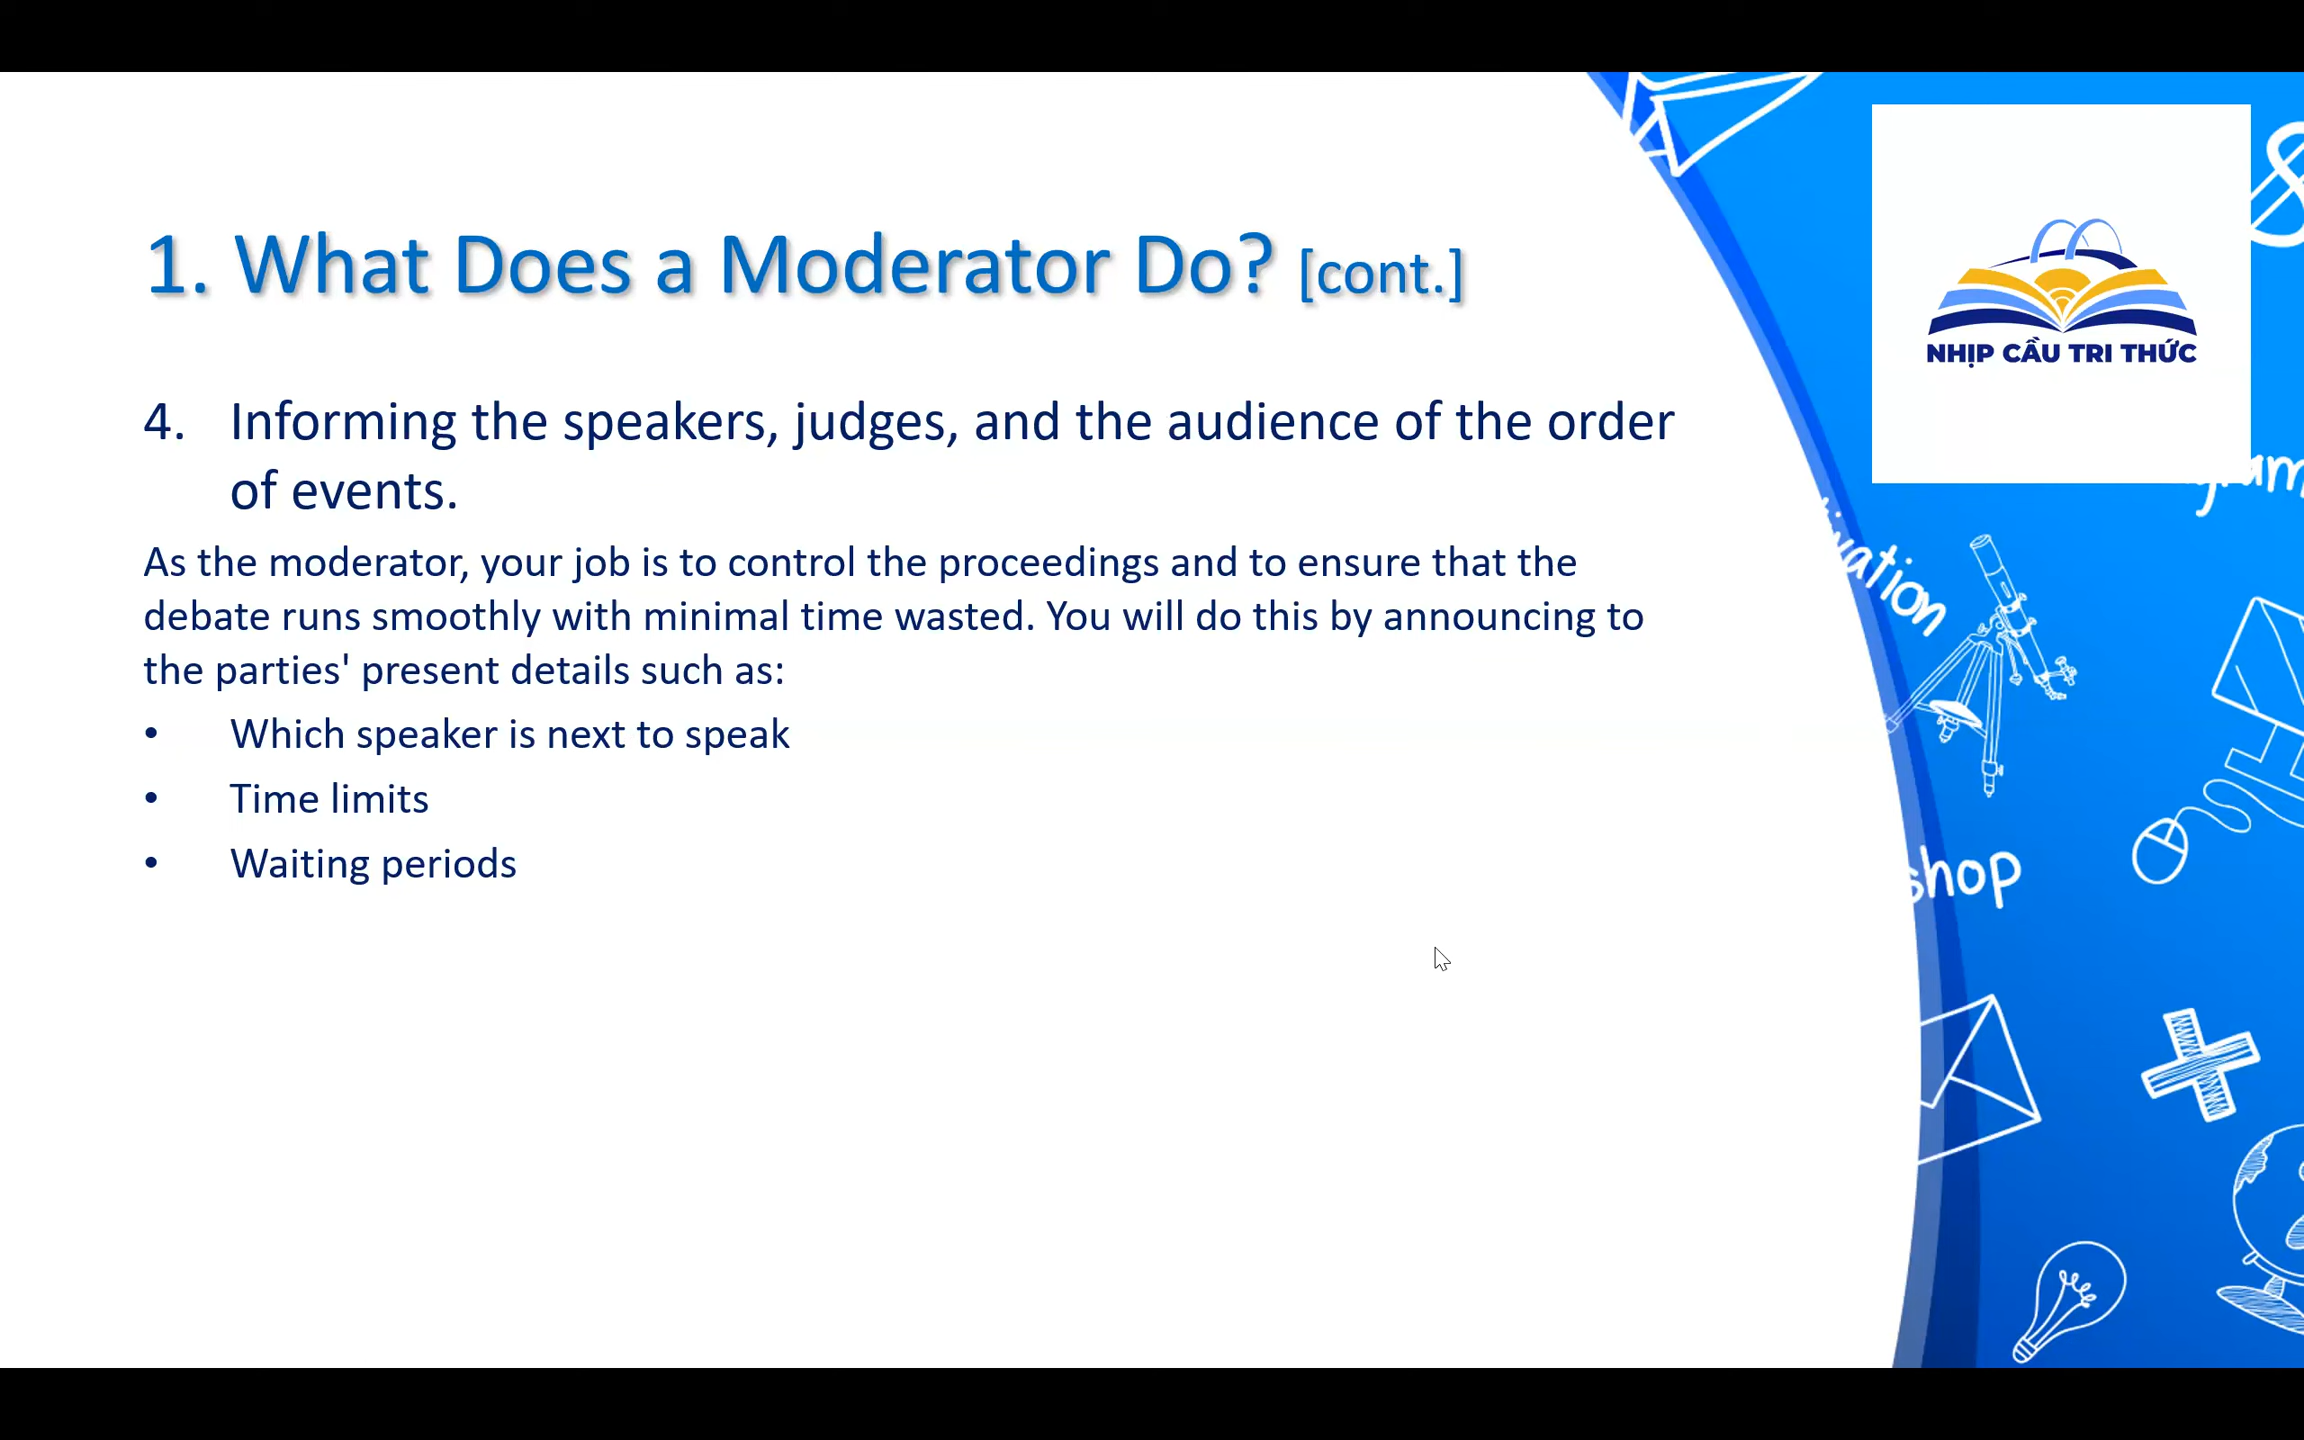 1. What Does a Moderator Do? [cont.]
NHỊP CẦU TRI THỨC
4. Informing the speakers, judges, and the audience of the order
of events.
As the moderator, your job is to control the proceedings and to ensure that the
debate runs smoothly with minimal time wasted. You will do this by announcing to
the parties' present details such as:
• Which speaker is next to speak
• Time limits
• Waiting periods
shop